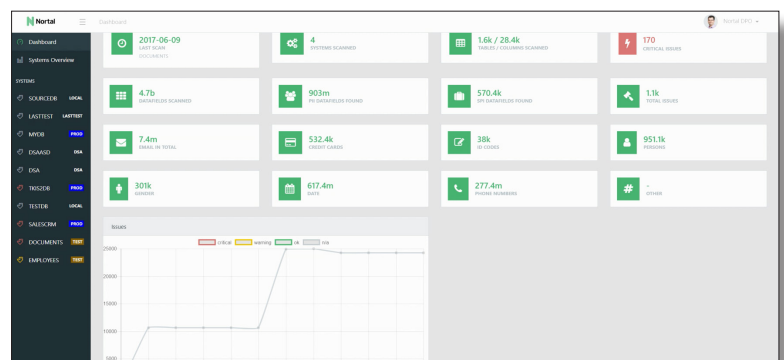 Nortal
Dashboard
Nortal DPO
Dashboard
Systems Overview
SYSTEMS
SOURCEDB LOCAL
LASTTEST LASTTEST
MYDB PROD
DSAASD DSA
DSA DSA
TKIS2DB PROD
TESTDB LOCAL
SALESCRM PROD
DOCUMENTS TEST
EMPLOYEES TEST
2017-06-09
LAST SCAN
DOCUMENTS
4
SYSTEMS SCANNED
1.6k / 28.4k
TABLES / COLUMNS SCANNED
170
CRITICAL ISSUES
4.7b
DATAFIELDS SCANNED
903m
PII DATAFIELDS FOUND
570.4k
SPI DATAFIELDS FOUND
1.1k
TOTAL ISSUES
7.4m
EMAIL IN TOTAL
532.4k
CREDIT CARDS
38k
ID CODES
951.1k
PERSONS
301k
GENDER
617.4m
DATE
277.4m
PHONE NUMBERS
-
OTHER
Issues
critical warning ok
25000
20000
15000
10000
5000